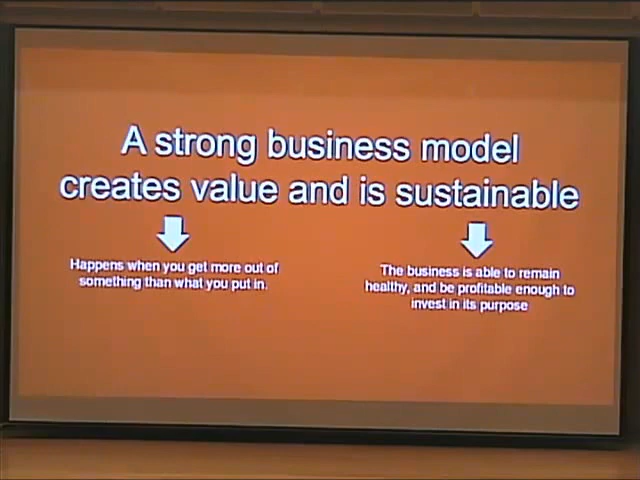 A strong business model
creates value and is sustainable
Happens when you get more out of
something than what you put in.
The business is able to remain
healthy, and be profitable enough to
invest in its purpose